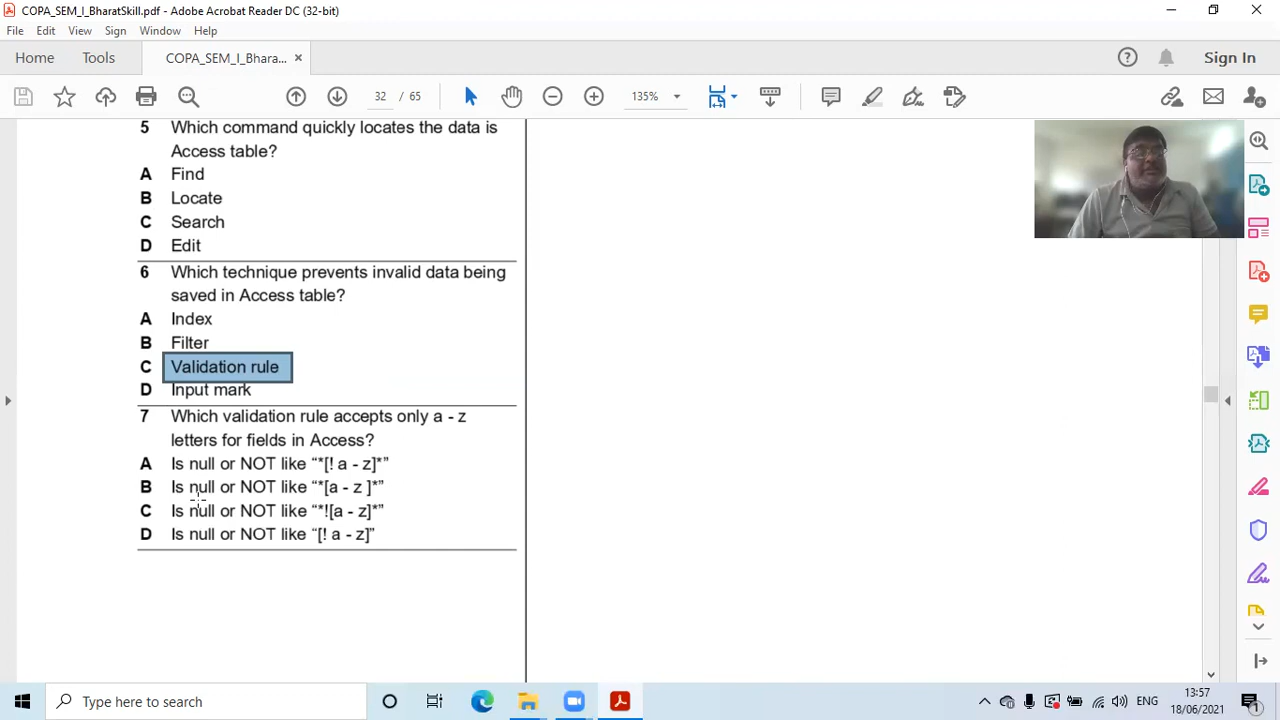 COPA_SEM_I_BharatSkill.pdf - Adobe Acrobat Reader DC (32-bit)
File Edit View Sign Window Help
Home Tools COPA_SEM_I_Bhara... × Sign In
32 / 65 135%
5 Which command quickly locates the data is
Access table?
A Find
B Locate
C Search
D Edit
6 Which technique prevents invalid data being
saved in Access table?
A Index
B Filter
C Validation rule
D Input mark
7 Which validation rule accepts only a - z
letters for fields in Access?
A Is null or NOT like “*[! a - z]*”
B Is null or NOT like “*[a - z ]*”
C Is null or NOT like “*![a - z]*”
D Is null or NOT like “[! a - z]”
Type here to search
ENG
13:57
18/06/2021